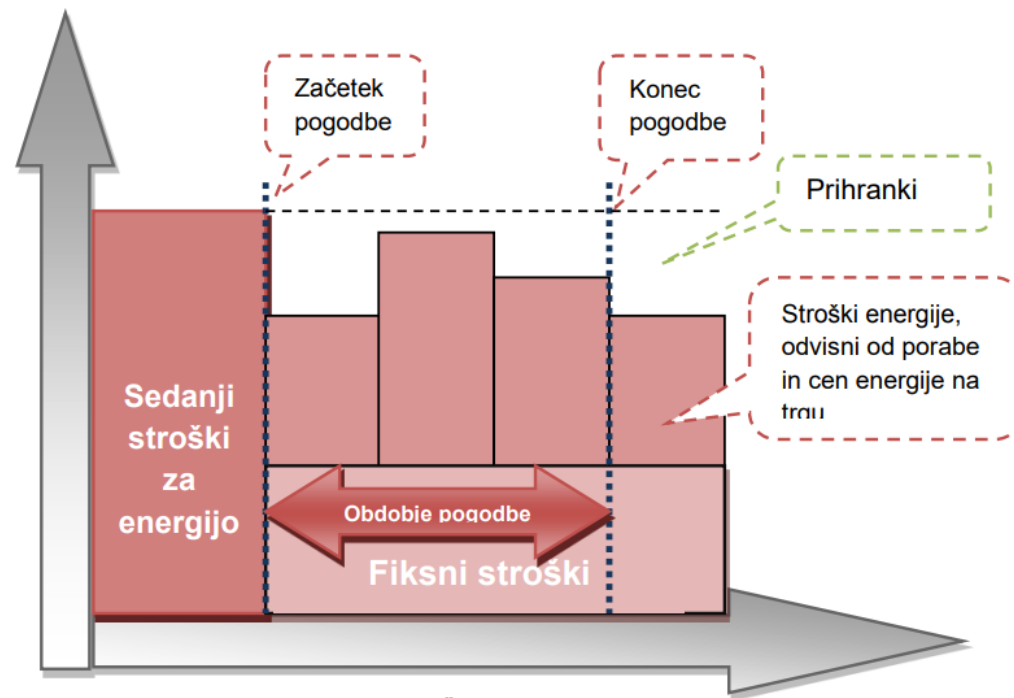 Začetek
pogodbe
Konec
pogodbe
Prihranki
Stroški energije,
odvisni od porabe
in cen energije na
trgu
Sedanji
stroški
za
energijo
Obdobje pogodbe
Fiksni stroški